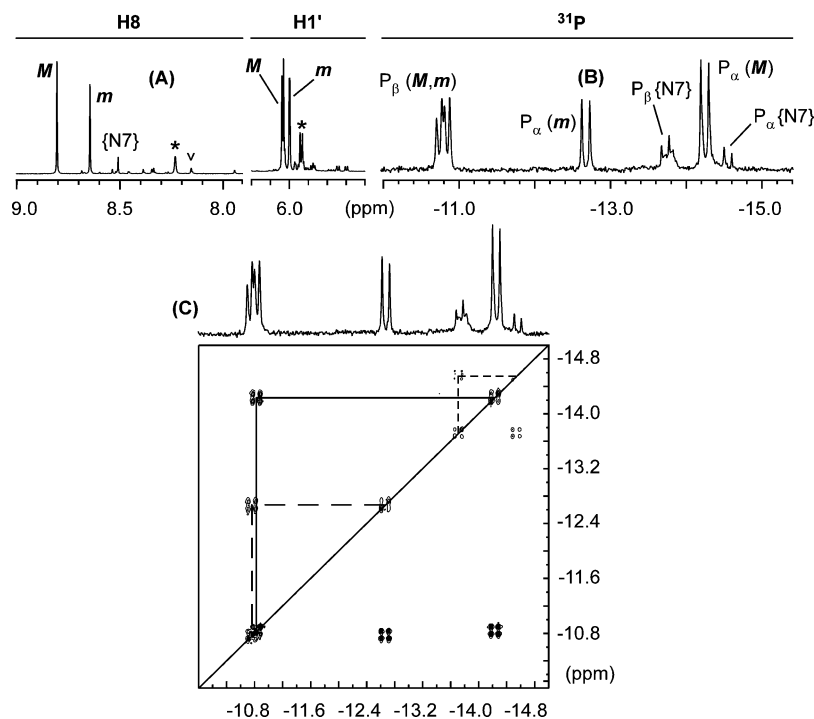 H8 H1' ³¹P
M m (A) {N7} * v
M m *
Pβ (M,m) Pα (m) (B) Pβ{N7} Pα (M) Pα{N7}
9.0 8.5 8.0 6.0 (ppm) -11.0 -13.0 -15.0
(C)
-14.8
-14.0
-13.2
-12.4
-11.6
-10.8
(ppm)
-10.8 -11.6 -12.4 -13.2 -14.0 -14.8